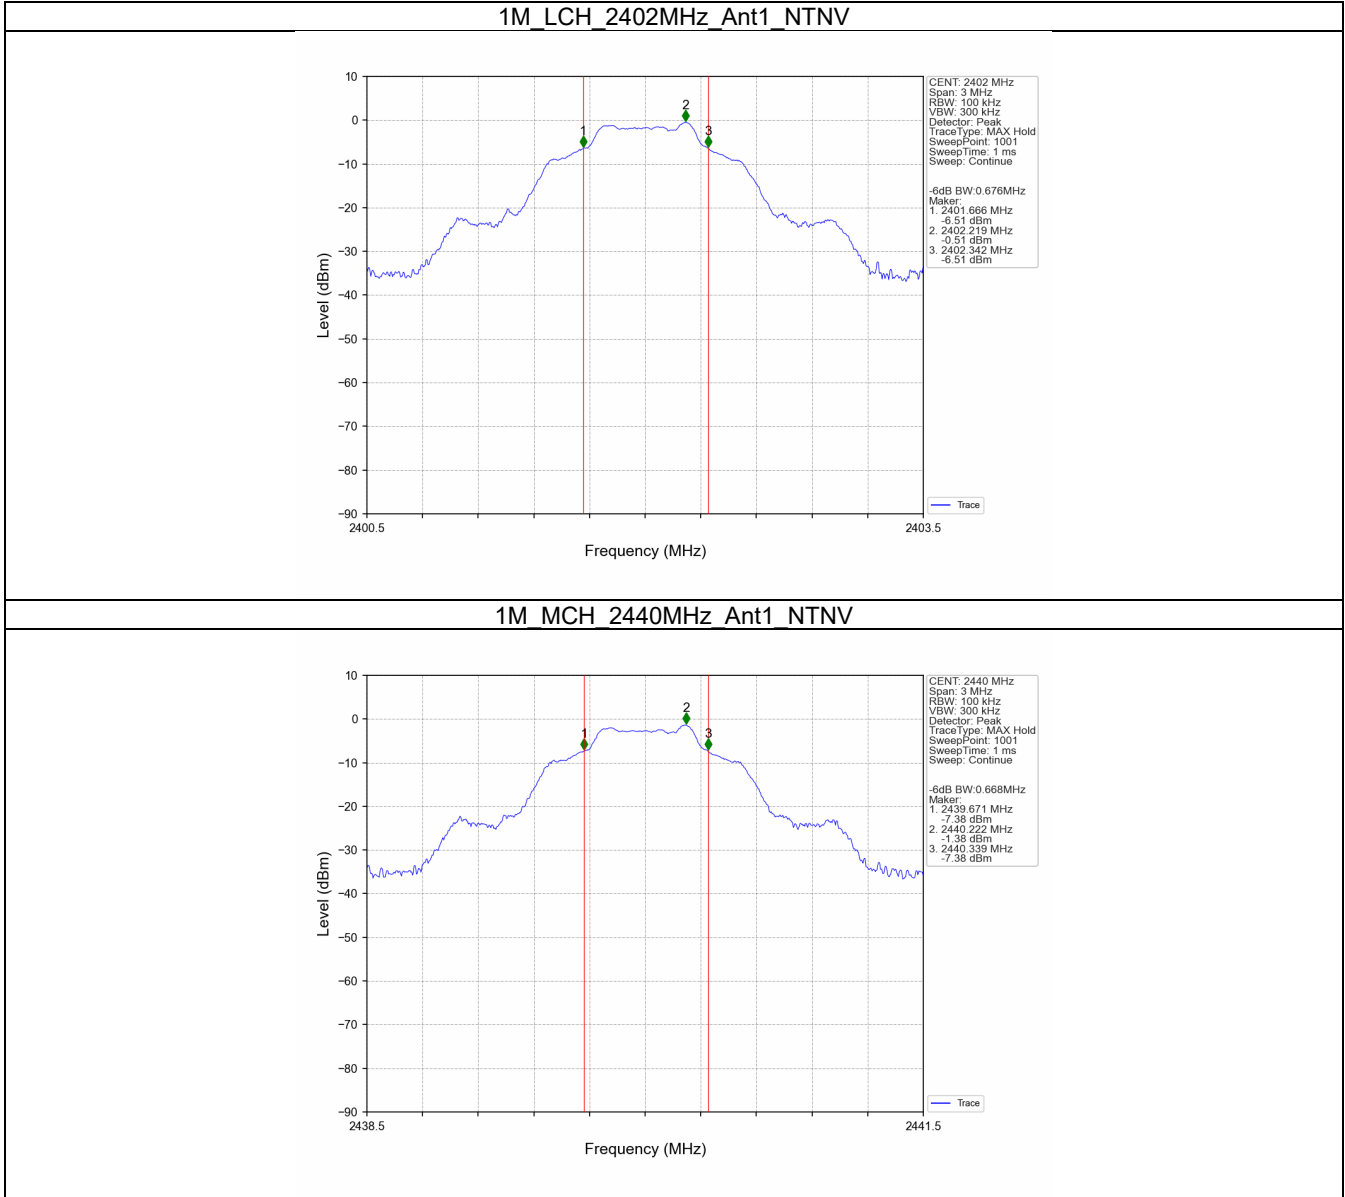 1M_LCH_2402MHz_Ant1_NTNV
10
0
−10
−20
−30
−40
−50
−60
−70
−80
−90
Level (dBm)
1
2
3
2400.5
2403.5
Frequency (MHz)
CENT: 2402 MHz
Span: 3 MHz
RBW: 100 kHz
VBW: 300 kHz
Detector: Peak
TraceType: MAX Hold
SweepPoint: 1001
SweepTime: 1 ms
Sweep: Continue
-6dB BW:0.676MHz
Maker:
1. 2401.666 MHz
-6.51 dBm
2. 2402.219 MHz
-0.51 dBm
3. 2402.342 MHz
-6.51 dBm
Trace
1M_MCH_2440MHz_Ant1_NTNV
10
0
−10
−20
−30
−40
−50
−60
−70
−80
−90
Level (dBm)
1
2
3
2438.5
2441.5
Frequency (MHz)
CENT: 2440 MHz
Span: 3 MHz
RBW: 100 kHz
VBW: 300 kHz
Detector: Peak
TraceType: MAX Hold
SweepPoint: 1001
SweepTime: 1 ms
Sweep: Continue
-6dB BW:0.668MHz
Maker:
1. 2439.671 MHz
-7.38 dBm
2. 2440.222 MHz
-1.38 dBm
3. 2440.339 MHz
-7.38 dBm
Trace